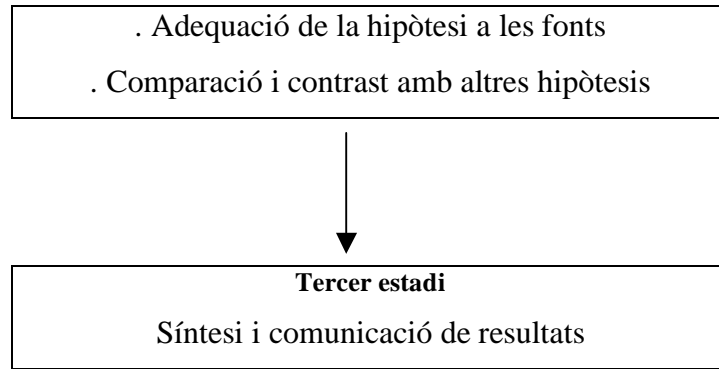 . Adequació de la hipòtesi a les fonts
. Comparació i contrast amb altres hipòtesis
Tercer estadi
Síntesi i comunicació de resultats